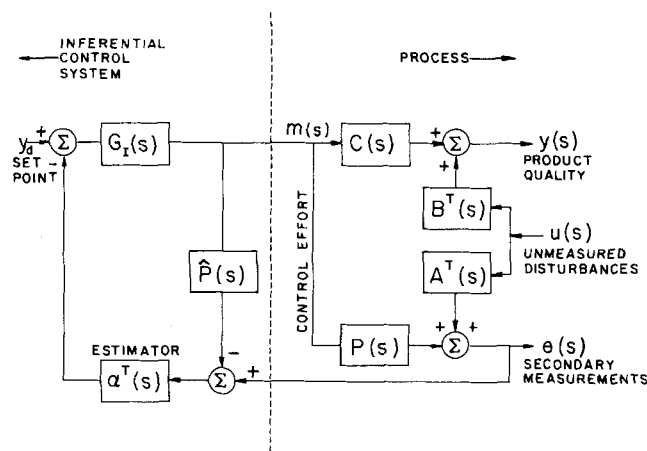 INFERENTIAL
CONTROL
SYSTEM
PROCESS
y_d
+
Σ
SET-
POINT
G_I(s)
m(s)
C(s)
+
Σ
+
y(s)
PRODUCT
QUALITY
B^T(s)
u(s)
UNMEASURED
DISTURBANCES
P̂(s)
CONTROL EFFORT
A^T(s)
+
+
P(s)
Σ
θ(s)
SECONDARY
MEASUREMENTS
ESTIMATOR
α^T(s)
−
Σ
+